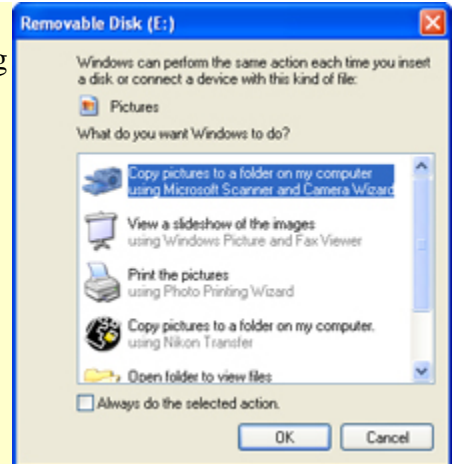 Removable Disk (E:)
g
Windows can perform the same action each time you insert
a disk or connect a device with this kind of file:
Pictures
What do you want Windows to do?
Copy pictures to a folder on my computer
using Microsoft Scanner and Camera Wizard
View a slideshow of the images
using Windows Picture and Fax Viewer
Print the pictures
using Photo Printing Wizard
Copy pictures to a folder on my computer.
using Nikon Transfer
Open folder to view files
Always do the selected action.
OK
Cancel